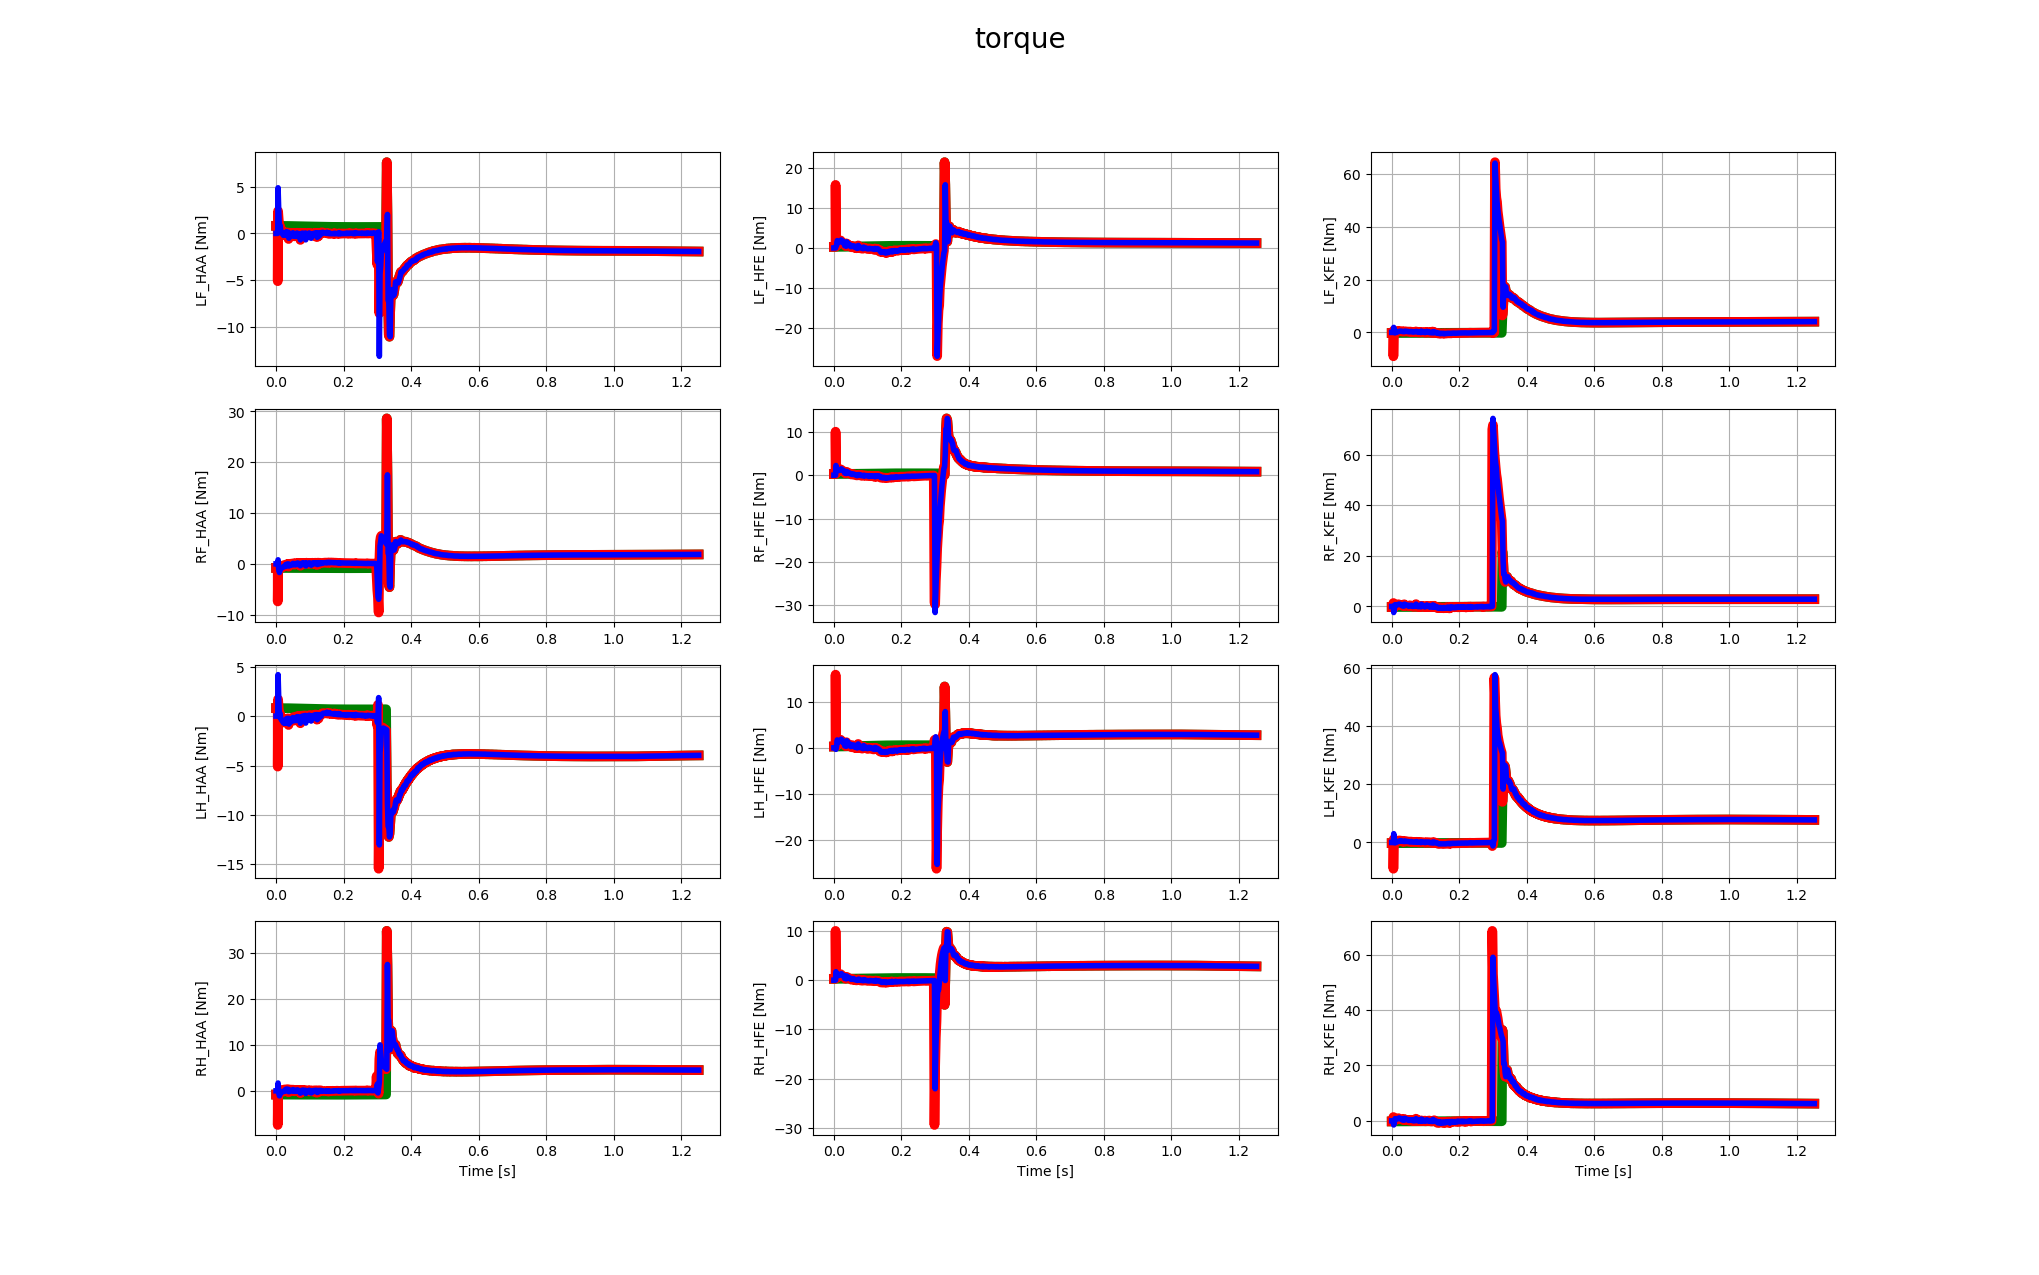 torque
LF_HAA [Nm]
5
0
−5
−10
0.0 0.2 0.4 0.6 0.8 1.0 1.2
LF_HFE [Nm]
20
10
0
−10
−20
0.0 0.2 0.4 0.6 0.8 1.0 1.2
LF_KFE [Nm]
60
40
20
0
0.0 0.2 0.4 0.6 0.8 1.0 1.2
RF_HAA [Nm]
30
20
10
0
−10
0.0 0.2 0.4 0.6 0.8 1.0 1.2
RF_HFE [Nm]
10
0
−10
−20
−30
0.0 0.2 0.4 0.6 0.8 1.0 1.2
RF_KFE [Nm]
60
40
20
0
0.0 0.2 0.4 0.6 0.8 1.0 1.2
LH_HAA [Nm]
5
0
−5
−10
−15
0.0 0.2 0.4 0.6 0.8 1.0 1.2
LH_HFE [Nm]
10
0
−10
−20
0.0 0.2 0.4 0.6 0.8 1.0 1.2
LH_KFE [Nm]
60
40
20
0
0.0 0.2 0.4 0.6 0.8 1.0 1.2
RH_HAA [Nm]
30
20
10
0
0.0 0.2 0.4 0.6 0.8 1.0 1.2
Time [s]
RH_HFE [Nm]
10
0
−10
−20
−30
0.0 0.2 0.4 0.6 0.8 1.0 1.2
Time [s]
RH_KFE [Nm]
60
40
20
0
0.0 0.2 0.4 0.6 0.8 1.0 1.2
Time [s]